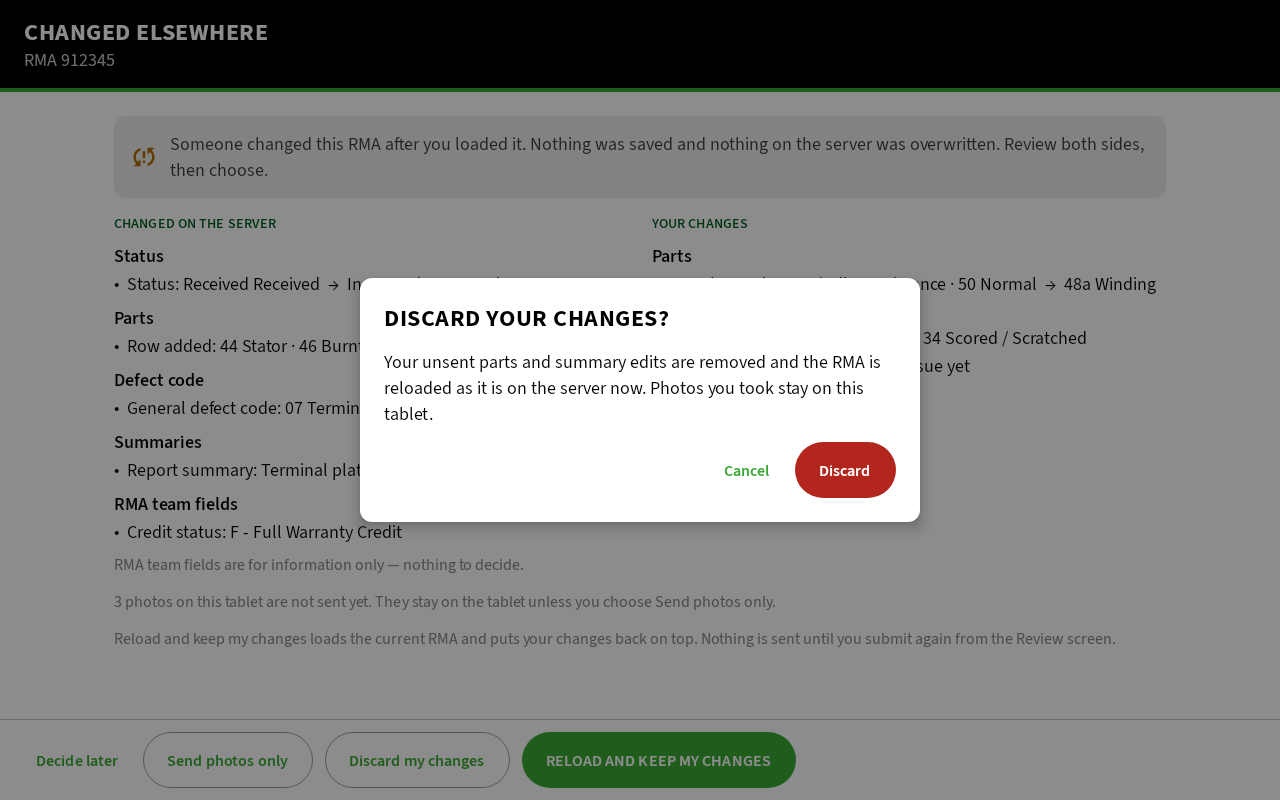 CHANGED ELSEWHERE
RMA 912345
Someone changed this RMA after you loaded it. Nothing was saved and nothing on the server was overwritten. Review both sides,
then choose.
CHANGED ON THE SERVER
Status
• Status: Received Received →
Parts
• Row added: 44 Stator · 46 Burnt
Defect code
• General defect code: 07
Summaries
• Report summary: Terminal
RMA team fields
• Credit status: F - Full Warranty Credit
RMA team fields are for information only — nothing to decide.
3 photos on this tablet are not sent yet. They stay on the tablet unless you choose Send photos only.
Reload and keep my changes loads the current RMA and puts your changes back on top. Nothing is sent until you submit again from the Review screen.
YOUR CHANGES
Parts
· 50 Normal → 48a Winding
34 Scored / Scratched
yet
DISCARD YOUR CHANGES?
Your unsent parts and summary edits are removed and the RMA is
reloaded as it is on the server now. Photos you took stay on this
tablet.
Cancel
Discard
Decide later
Send photos only
Discard my changes
RELOAD AND KEEP MY CHANGES